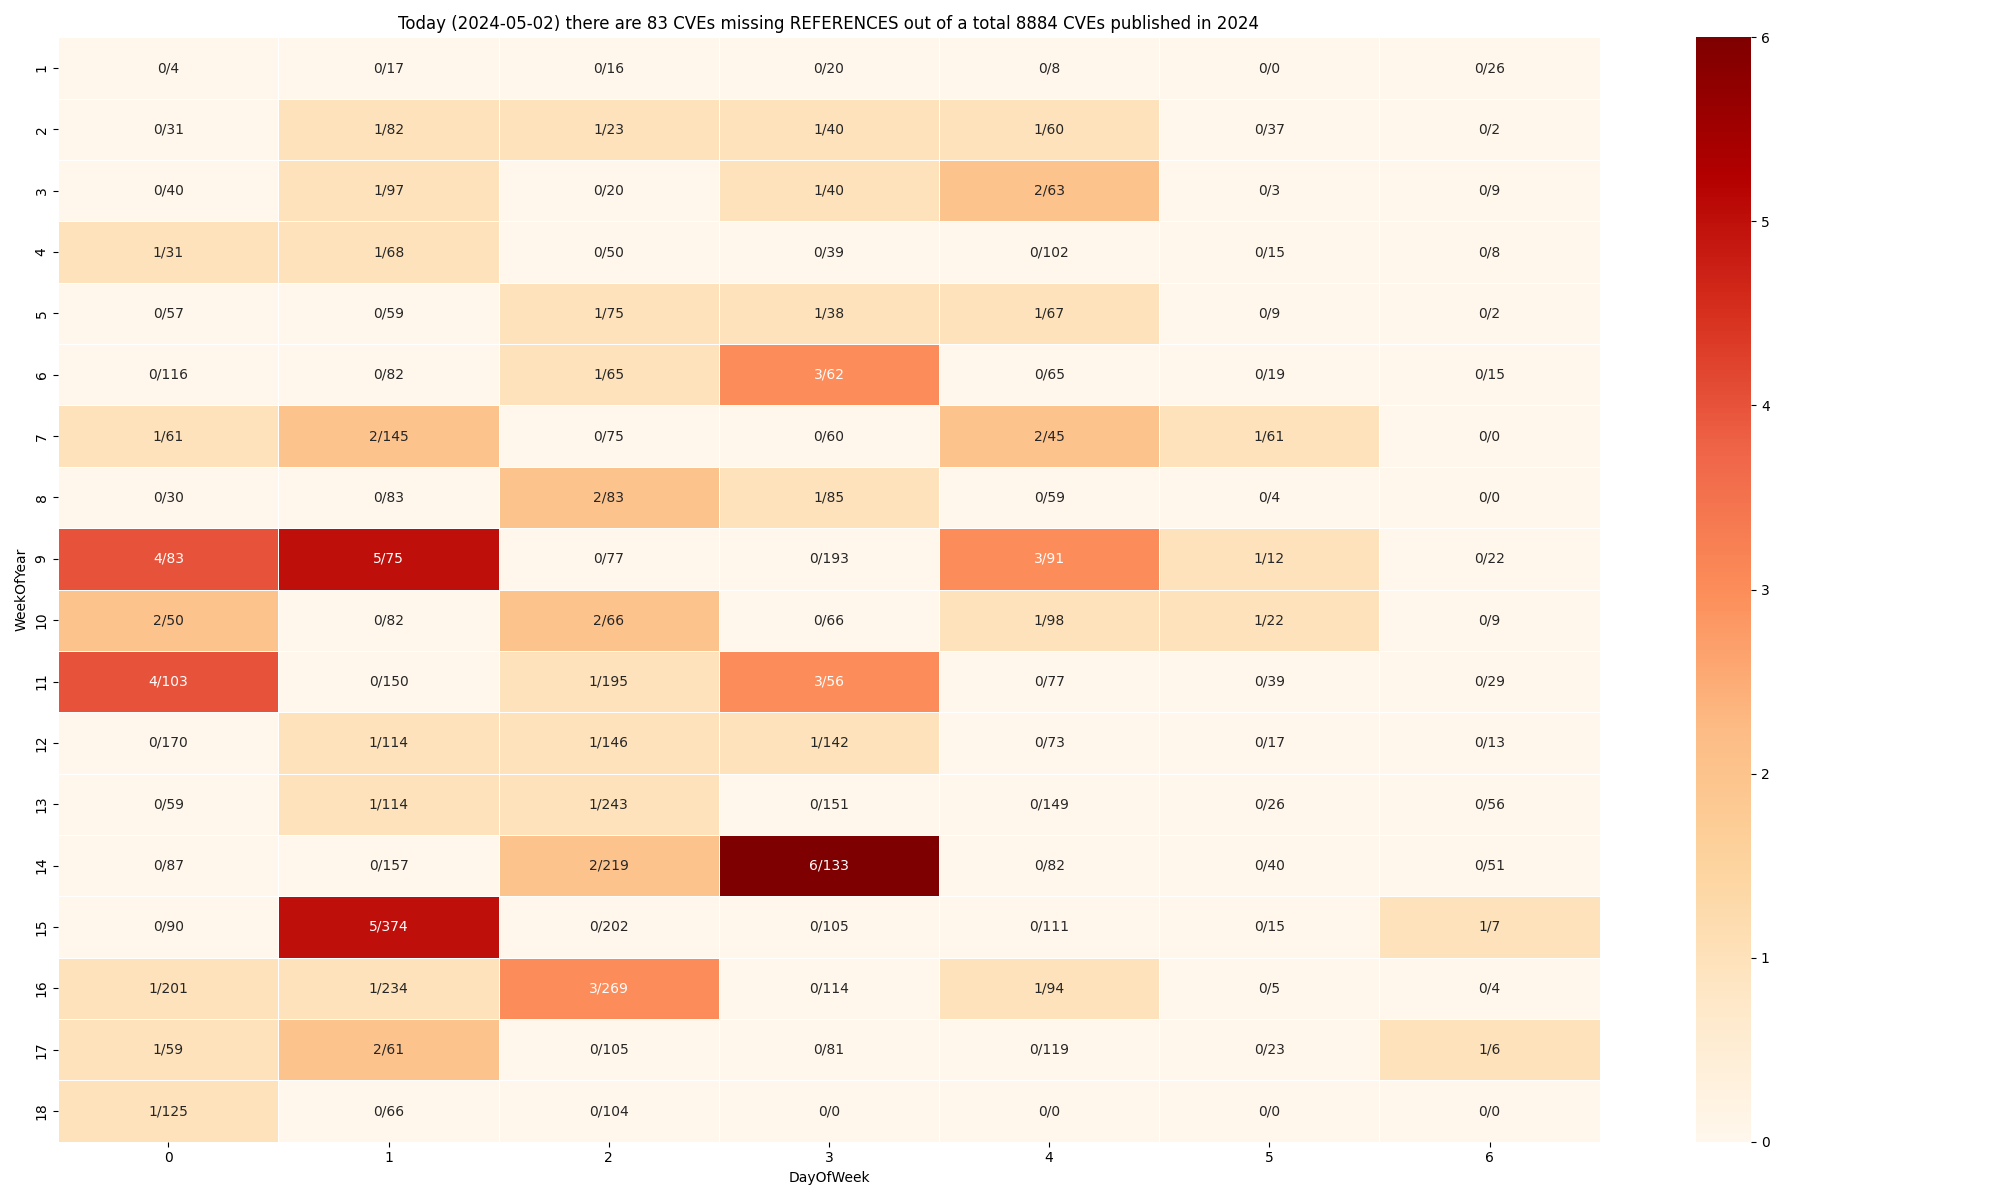 Today (2024-05-02) there are 83 CVEs missing REFERENCES out of a total 8884 CVEs published in 2024
1 0/4 0/17 0/16 0/20 0/8 0/0 0/26
2 0/31 1/82 1/23 1/40 1/60 0/37 0/2
3 0/40 1/97 0/20 1/40 2/63 0/3 0/9
4 1/31 1/68 0/50 0/39 0/102 0/15 0/8
5 0/57 0/59 1/75 1/38 1/67 0/9 0/2
6 0/116 0/82 1/65 3/62 0/65 0/19 0/15
7 1/61 2/145 0/75 0/60 2/45 1/61 0/0
8 0/30 0/83 2/83 1/85 0/59 0/4 0/0
9 4/83 5/75 0/77 0/193 3/91 1/12 0/22
10 2/50 0/82 2/66 0/66 1/98 1/22 0/9
11 4/103 0/150 1/195 3/56 0/77 0/39 0/29
12 0/170 1/114 1/146 1/142 0/73 0/17 0/13
13 0/59 1/114 1/243 0/151 0/149 0/26 0/56
14 0/87 0/157 2/219 6/133 0/82 0/40 0/51
15 0/90 5/374 0/202 0/105 0/111 0/15 1/7
16 1/201 1/234 3/269 0/114 1/94 0/5 0/4
17 1/59 2/61 0/105 0/81 0/119 0/23 1/6
18 1/125 0/66 0/104 0/0 0/0 0/0 0/0
0 1 2 3 4 5 6
DayOfWeek
WeekOfYear
6
5
4
3
2
1
0